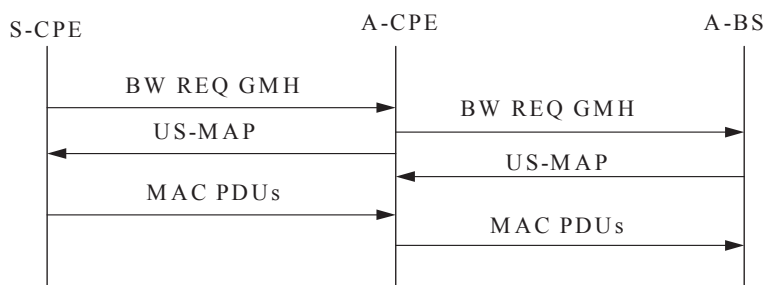 S-CPE A-CPE A-BS
BW REQ GMH
BW REQ GMH
US-MAP
US-MAP
MAC PDUs
MAC PDUs